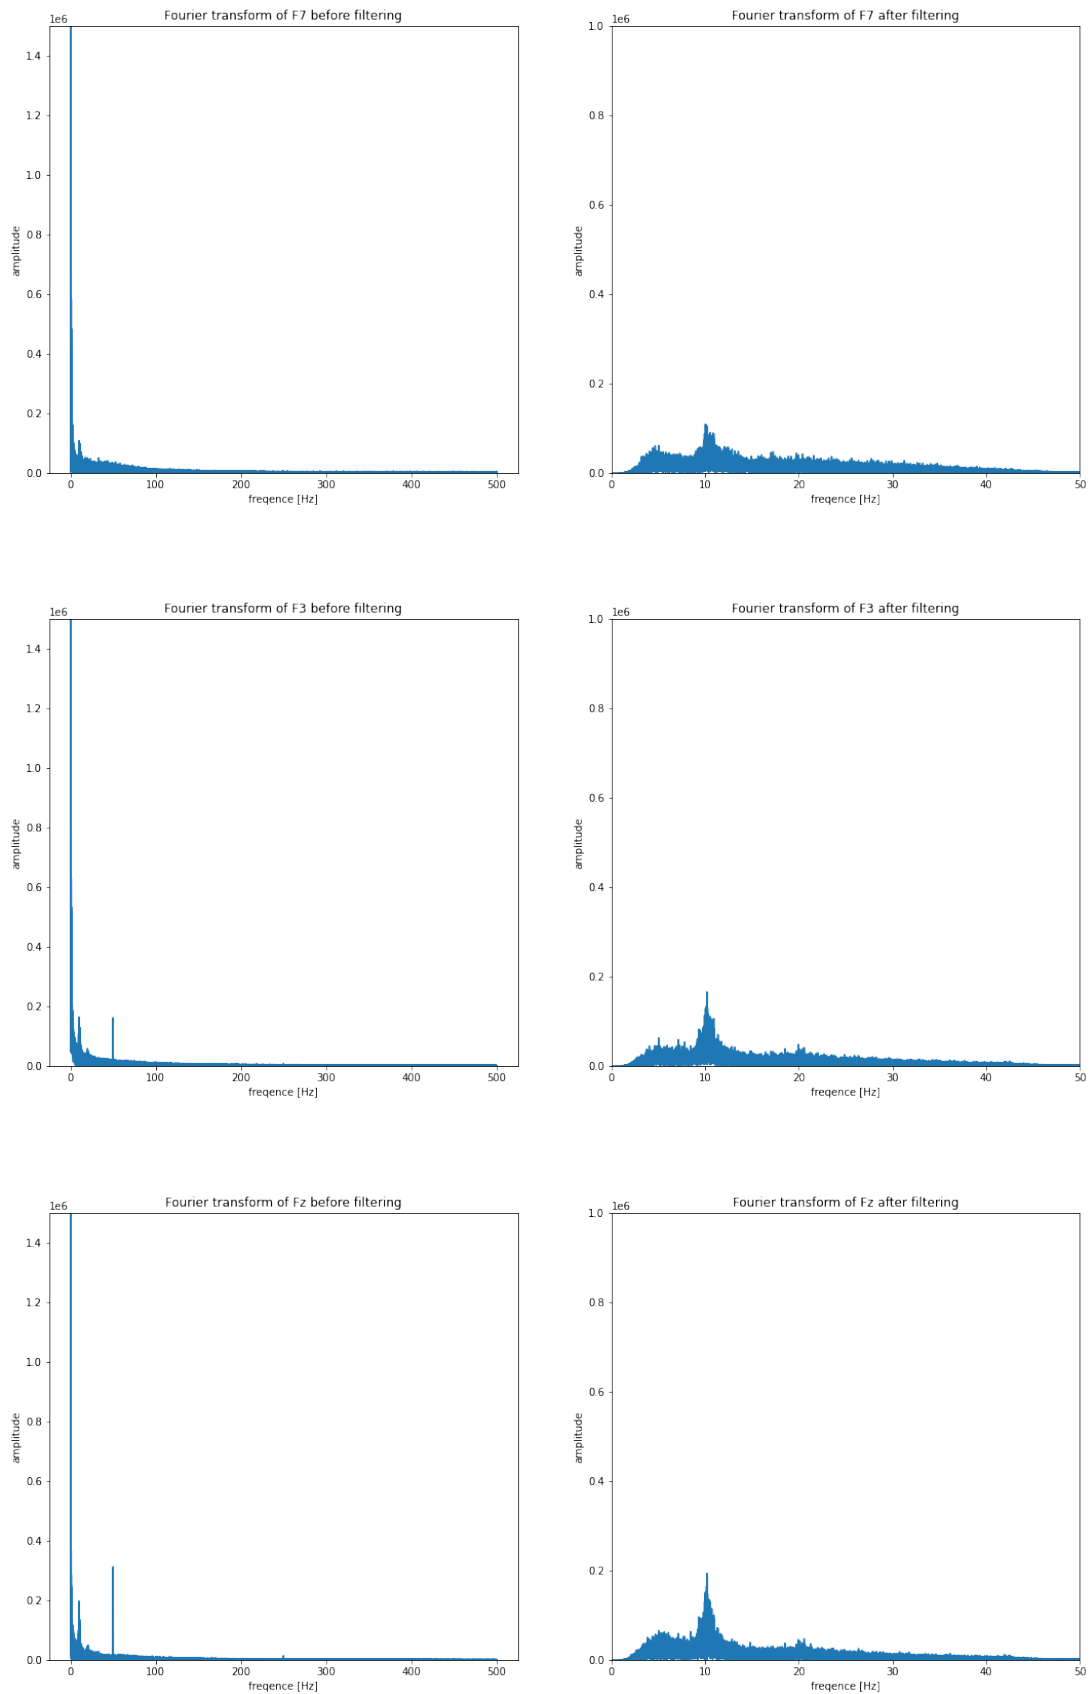 Fourier transform of F7 before filtering
1e6
1.4
1.2
1.0
0.8
0.6
0.4
0.2
0.0
amplitude
0 100 200 300 400 500
freqence [Hz]
Fourier transform of F7 after filtering
1e6
1.0
0.8
0.6
0.4
0.2
0.0
amplitude
0 10 20 30 40 50
freqence [Hz]
Fourier transform of F3 before filtering
1e6
1.4
1.2
1.0
0.8
0.6
0.4
0.2
0.0
amplitude
0 100 200 300 400 500
freqence [Hz]
Fourier transform of F3 after filtering
1e6
1.0
0.8
0.6
0.4
0.2
0.0
amplitude
0 10 20 30 40 50
freqence [Hz]
Fourier transform of Fz before filtering
1e6
1.4
1.2
1.0
0.8
0.6
0.4
0.2
0.0
amplitude
0 100 200 300 400 500
freqence [Hz]
Fourier transform of Fz after filtering
1e6
1.0
0.8
0.6
0.4
0.2
0.0
amplitude
0 10 20 30 40 50
freqence [Hz]